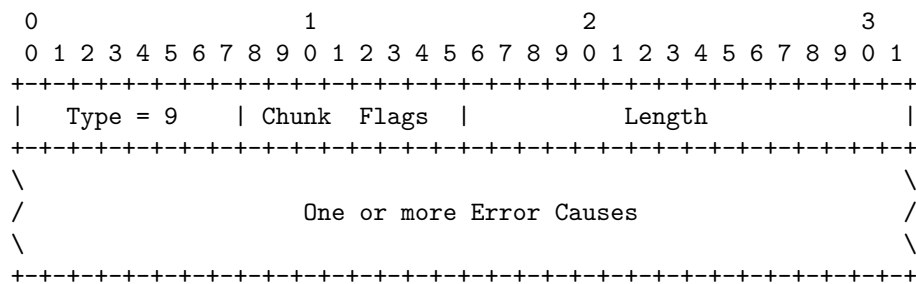 0                   1                   2                   3
0 1 2 3 4 5 6 7 8 9 0 1 2 3 4 5 6 7 8 9 0 1 2 3 4 5 6 7 8 9 0 1
+-+-+-+-+-+-+-+-+-+-+-+-+-+-+-+-+-+-+-+-+-+-+-+-+-+-+-+-+-+-+-+-+
|   Type = 9    | Chunk  Flags  |           Length              |
+-+-+-+-+-+-+-+-+-+-+-+-+-+-+-+-+-+-+-+-+-+-+-+-+-+-+-+-+-+-+-+-+
\                                                               \
/                    One or more Error Causes                   /
\                                                               \
+-+-+-+-+-+-+-+-+-+-+-+-+-+-+-+-+-+-+-+-+-+-+-+-+-+-+-+-+-+-+-+-+